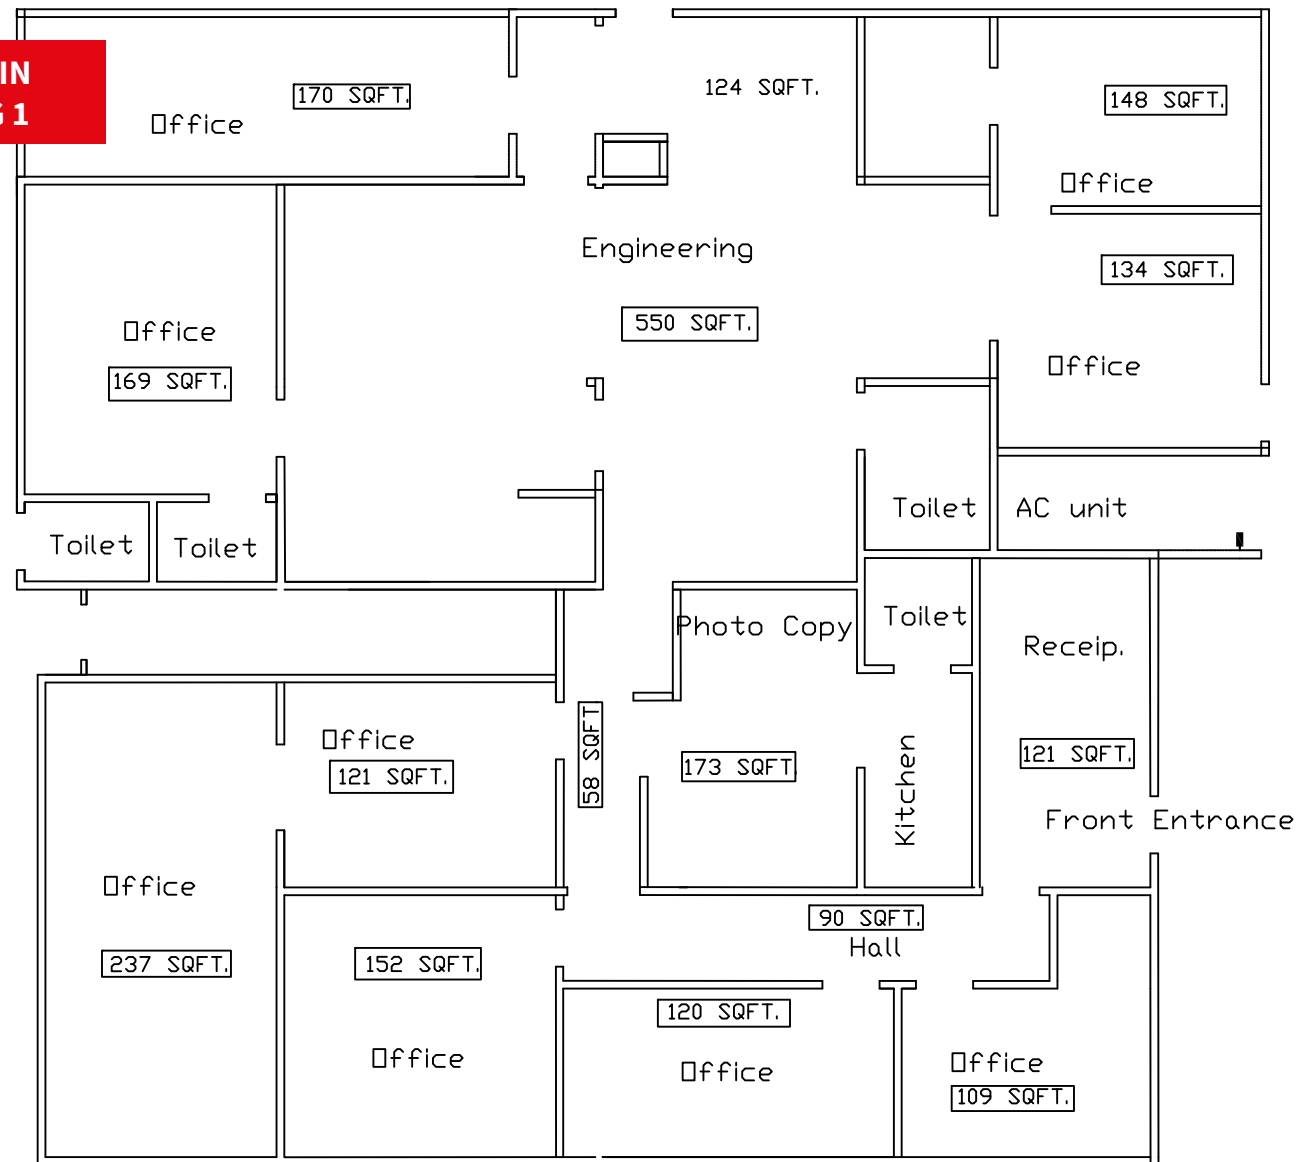 IN
G 1
170 SQFT.
Office
124 SQFT.
148 SQFT.
Office
Engineering
550 SQFT.
134 SQFT.
Office
Office
169 SQFT.
Toilet
Toilet
Toilet
AC unit
Photo Copy
Toilet
Receip.
58 SQFT
Office
121 SQFT.
173 SQFT.
Kitchen
121 SQFT.
Front Entrance
Office
237 SQFT.
152 SQFT.
Office
90 SQFT.
Hall
120 SQFT.
Office
Office
109 SQFT.